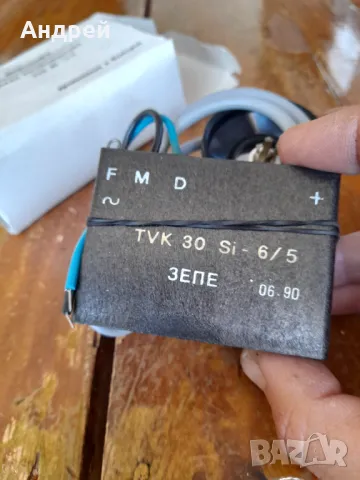 Андрей
F M D
~ +
TVK 30 Si - 6/5
ЗЕПЕ
06.90
BAZAR